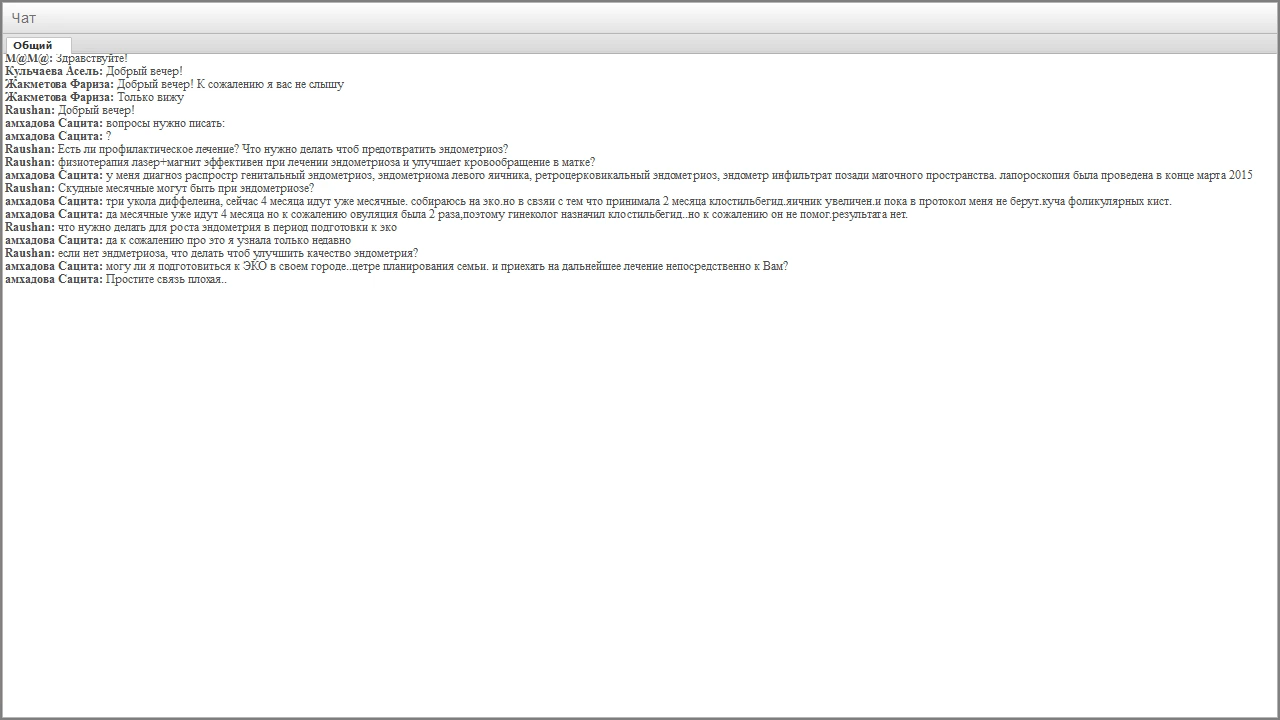 Чат
Общий
M@M@: Здравствуйте!
Кульчаева Асель: Добрый вечер!
Жакметова Фариза: Добрый вечер! К сожалению я вас не слышу
Жакметова Фариза: Только вижу
Raushan: Добрый вечер!
амхадова Сацита: вопросы нужно писать:
амхадова Сацита: ?
Raushan: Есть ли профилактическое лечение? Что нужно делать чтоб предотвратить эндометриоз?
Raushan: физиотерапия лазер+магнит эффективен при лечении эндометриоза и улучшает кровообращение в матке?
амхадова Сацита: у меня диагноз распростр генитальный эндометриоз, эндометриома левого яичника, ретроцерковикальный эндометриоз, эндометр инфильтрат позади маточного пространства. лапороскопия была проведена в конце марта 2015
Raushan: Скудные месячные могут быть при эндометриозе?
амхадова Сацита: три укола диффелеина, сейчас 4 месяца идут уже месячные. собираюсь на эко.но в свзяи с тем что принимала 2 месяца клостильбегид.яичник увеличен.и пока в протокол меня не берут.куча фоликулярных кист.
амхадова Сацита: да месячные уже идут 4 месяца но к сожалению овуляция была 2 раза,поэтому гинеколог назначил клостильбегид..но к сожалению он не помог.результата нет.
Raushan: что нужно делать для роста эндометрия в период подготовки к эко
амхадова Сацита: да к сожалению про это я узнала только недавно
Raushan: если нет эндметриоза, что делать чтоб улучшить качество эндометрия?
амхадова Сацита: могу ли я подготовиться к ЭКО в своем городе..цетре планирования семьи. и приехать на дальнейшее лечение непосредственно к Вам?
амхадова Сацита: Простите связь плохая..